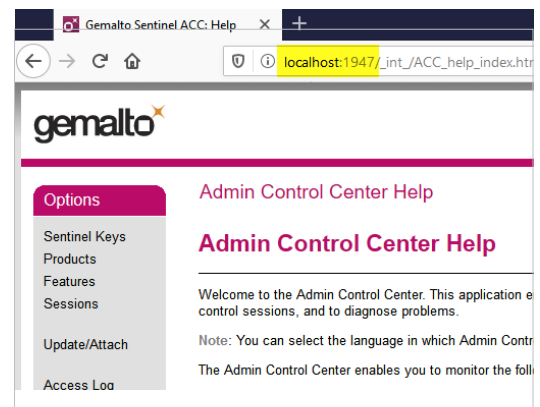 Gemalto Sentinel ACC: Help
localhost:1947/_int_/ACC_help_index.htm
gemalto
Options
Sentinel Keys
Products
Features
Sessions
Update/Attach
Access Log
Admin Control Center Help
Admin Control Center Help
Welcome to the Admin Control Center. This application
control sessions, and to diagnose problems.
Note: You can select the language in which Admin
The Admin Control Center enables you to monitor the